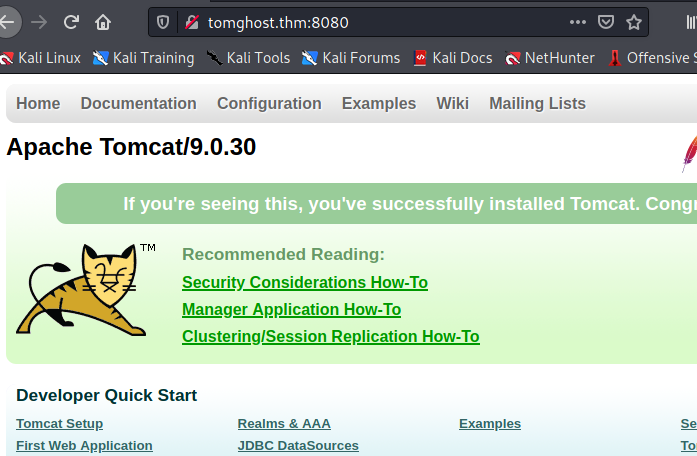 tomghost.thm:8080
Kali Linux Kali Training Kali Tools Kali Forums Kali Docs NetHunter Offensive S
Home Documentation Configuration Examples Wiki Mailing Lists
Apache Tomcat/9.0.30
If you're seeing this, you've successfully installed Tomcat. Congr
TM
Recommended Reading:
Security Considerations How-To
Manager Application How-To
Clustering/Session Replication How-To
Developer Quick Start
Tomcat Setup Realms & AAA Examples Se
First Web Application JDBC DataSources To